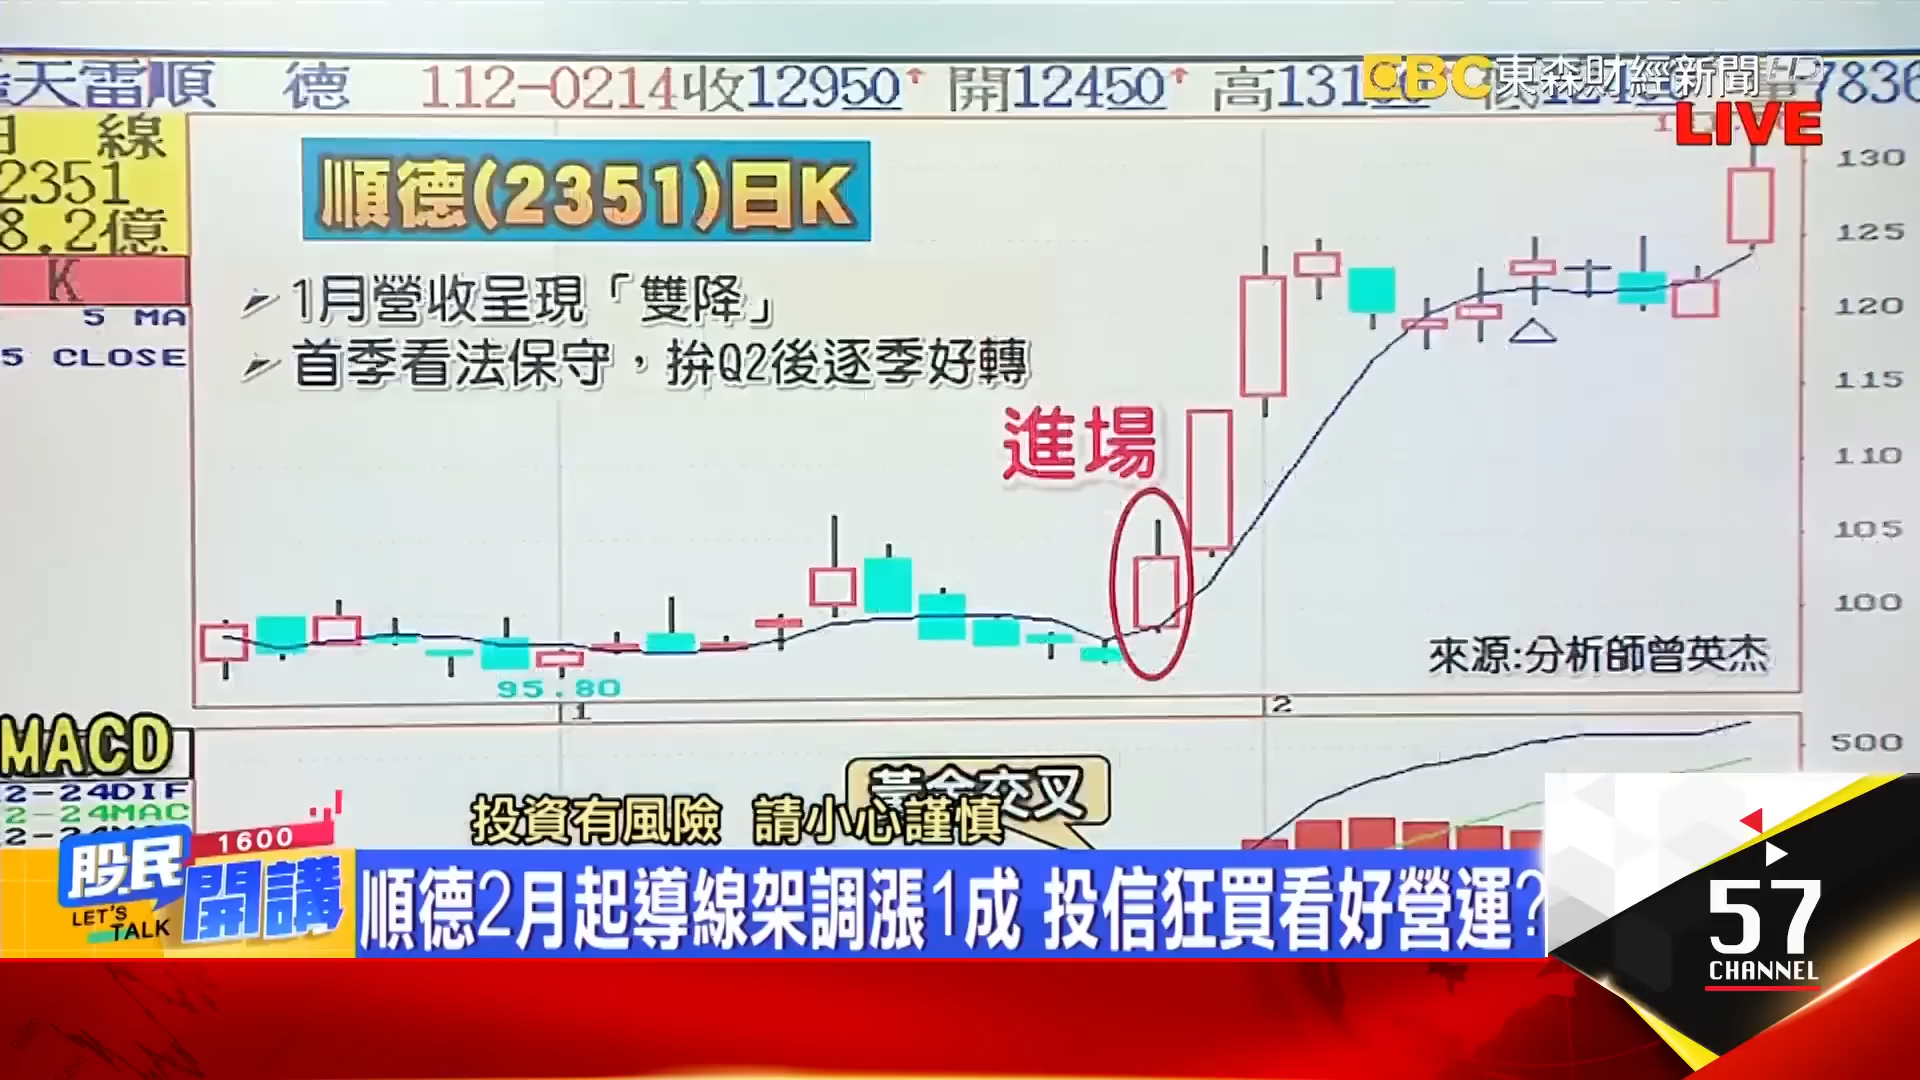 天雷順 德 112-0214收12950↑ 開12450↑ 高131
EBC東森財經新聞
7836
LIVE
線
2351
8.2億
K
5 MA
5 CLOSE
順德(2351)日K
➤1月營收呈現「雙降」
➤首季看法保守，拚Q2後逐季好轉
進場
130
125
120
115
110
105
100
95.80
來源:分析師曾英杰
1
2
MACD
2-24DIF
2-24MAC
500
黃金交叉
投資有風險 請小心謹慎
1600
股民開講
LET'S TALK
順德2月起導線架調漲1成 投信狂買看好營運?
57
CHANNEL